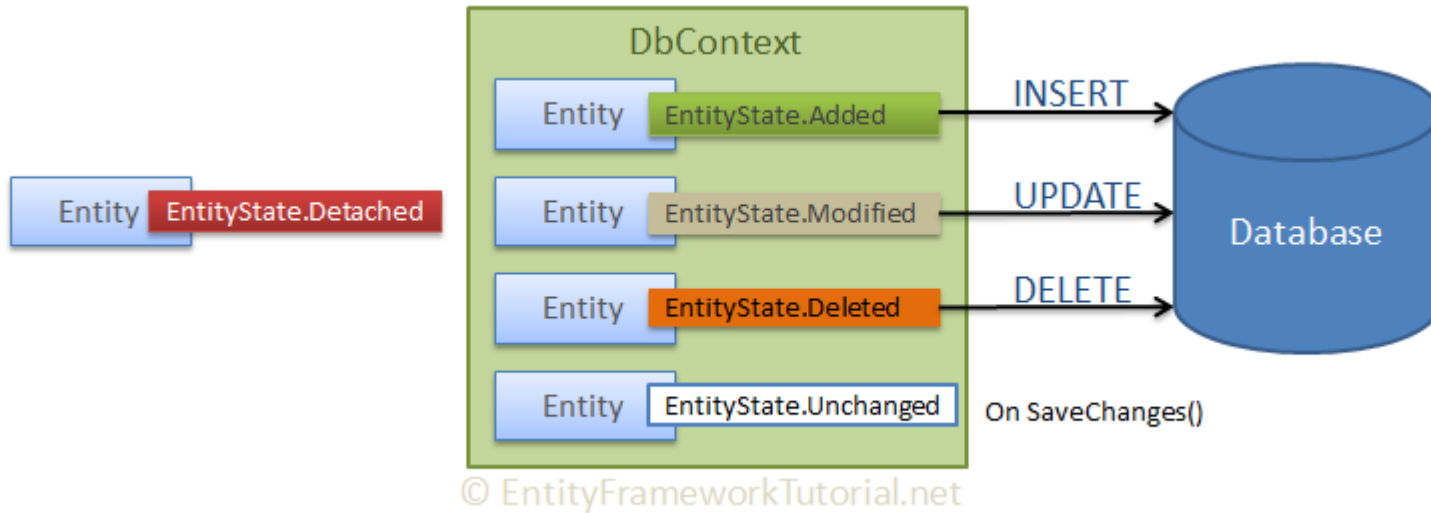 DbContext
Entity EntityState.Added
INSERT
Entity EntityState.Detached
Entity EntityState.Modified
UPDATE
Database
Entity EntityState.Deleted
DELETE
Entity EntityState.Unchanged
On SaveChanges()
© EntityFrameworkTutorial.net